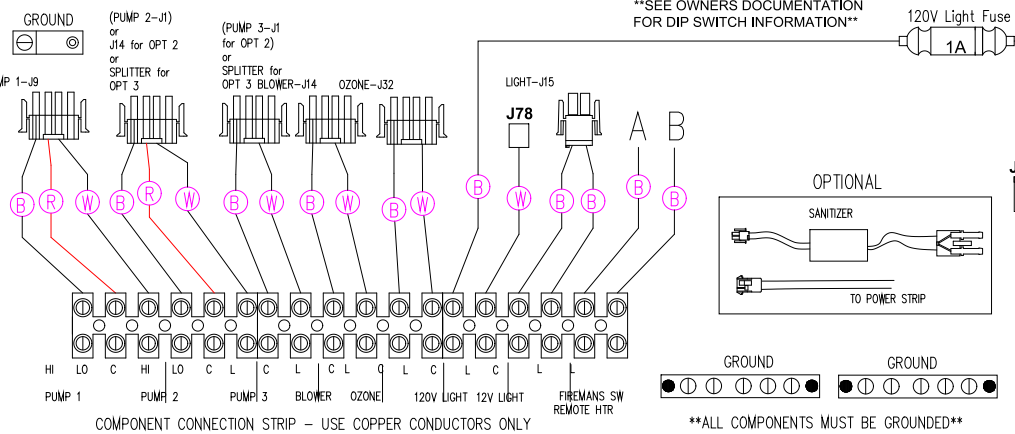 **SEE OWNERS DOCUMENTATION
FOR DIP SWITCH INFORMATION**
GROUND
(PUMP 2-J1)
or
J14 for OPT 2
or
SPLITTER for
OPT 3
(PUMP 3-J1
for OPT 2)
or
SPLITTER for
OPT 3
BLOWER-J14
OZONE-J32
MP 1-J9
LIGHT-J15
J78
120V Light Fuse
1A
A B
J
B R W B R W B W B W B W B W B B B B
OPTIONAL
SANITIZER
TO POWER STRIP
HI LO C HI LO C L C L C L C L C L C L L
PUMP 1 PUMP 2 PUMP 3 BLOWER OZONE 120V LIGHT 12V LIGHT FIREMANS SW
REMOTE HTR
COMPONENT CONNECTION STRIP – USE COPPER CONDUCTORS ONLY
GROUND GROUND
**ALL COMPONENTS MUST BE GROUNDED**